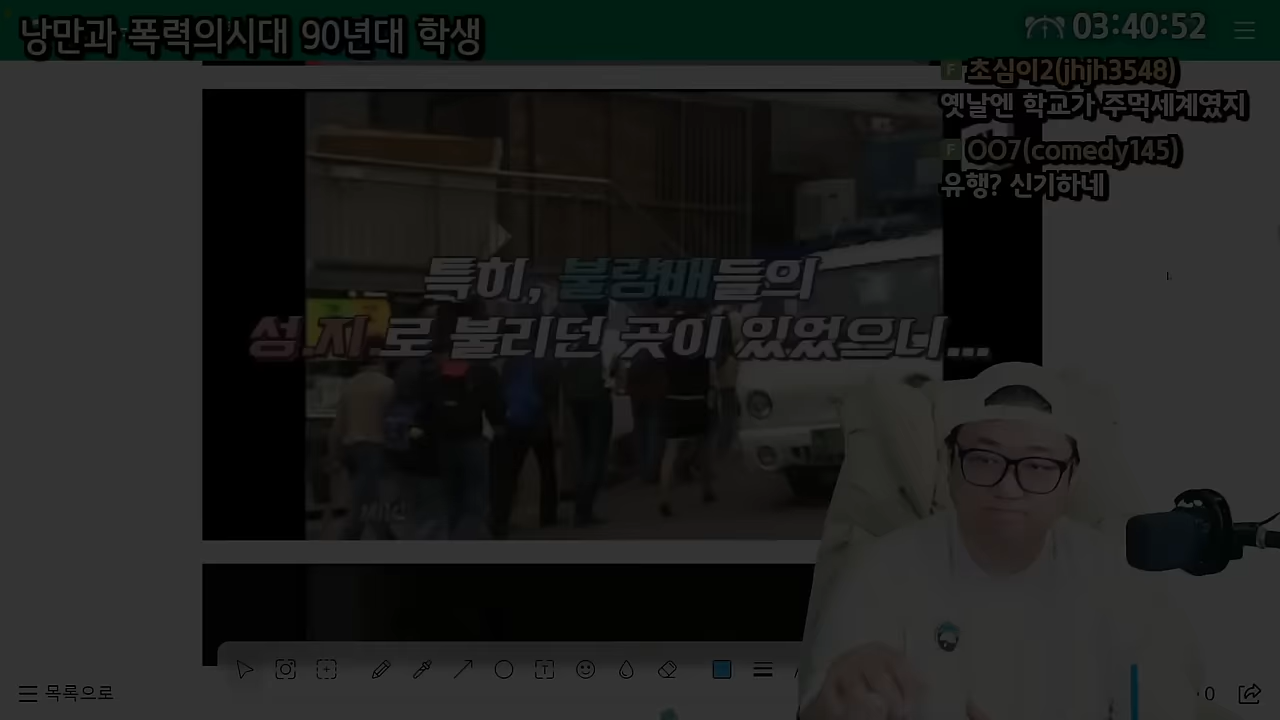 낭만과 폭력의시대 90년대 학생
03:40:52
F 초심이2(jhjh3548)
옛날엔 학교가 주먹세계였지
F OO7(comedy145)
유행? 신기하네
특히, 불량배들의
성.지 로 불리던 곳이 있었으니...
T
목록으로
0